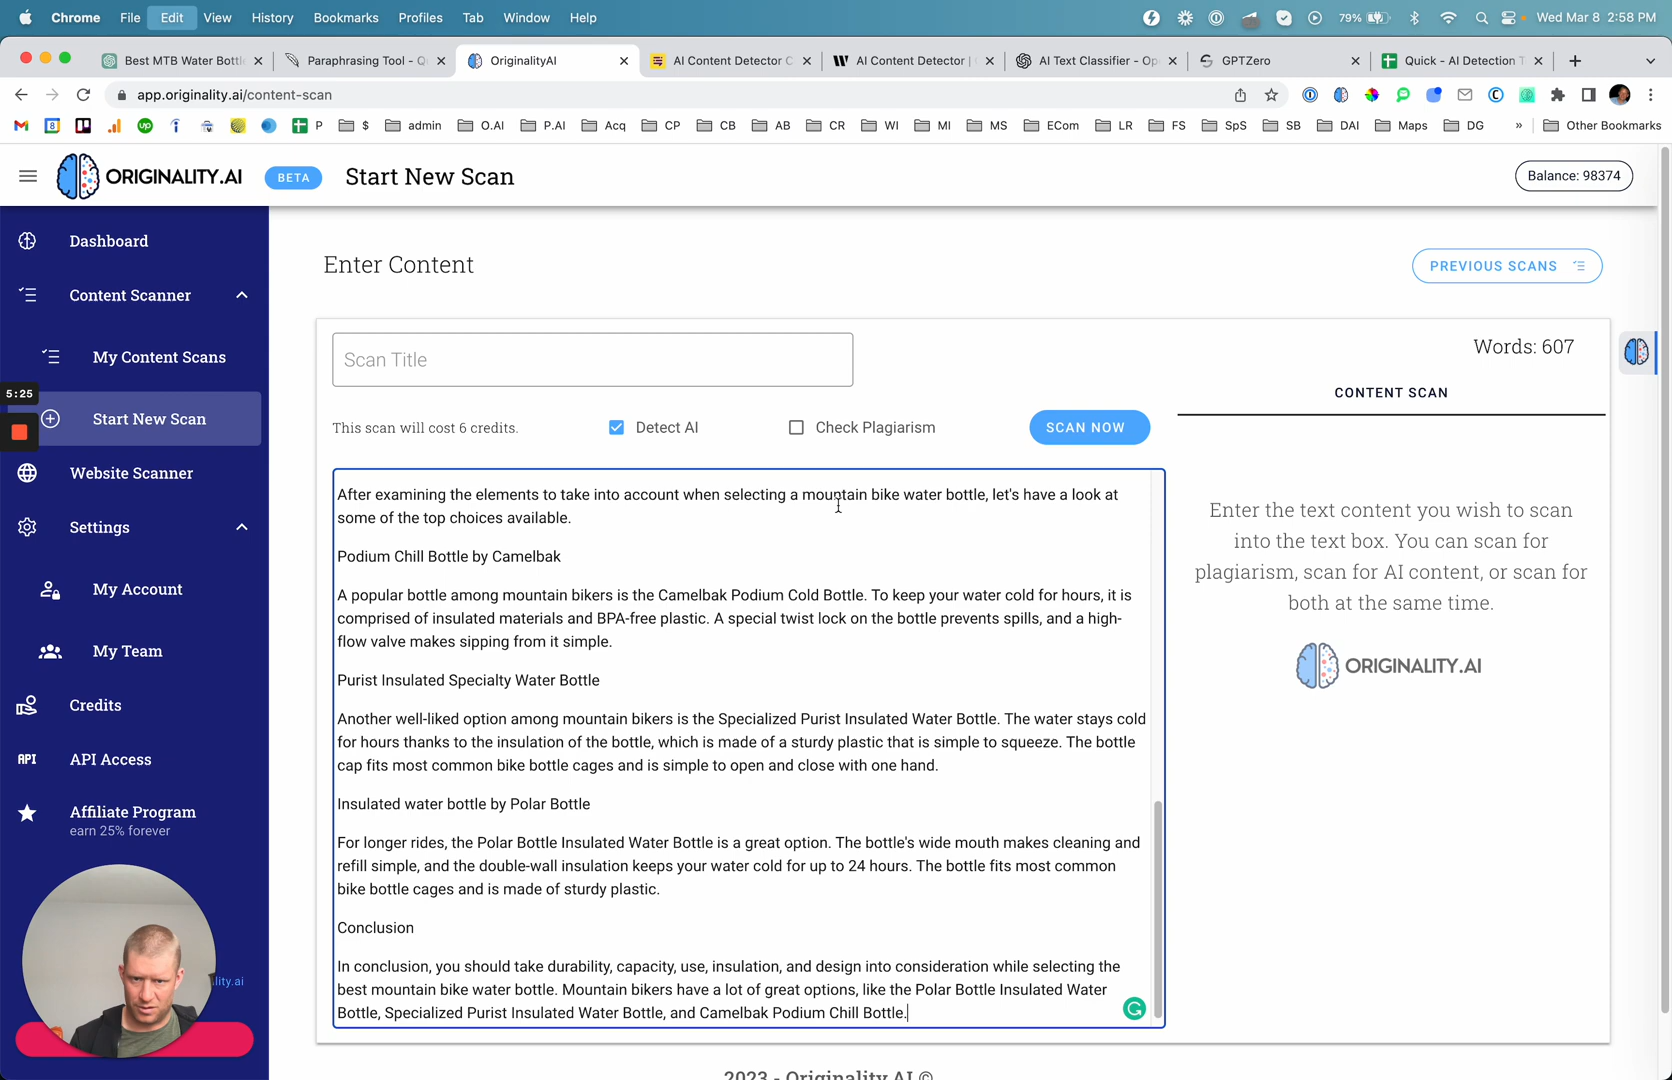 Chrome File Edit View History Bookmarks Profiles Tab Window Help
79% Wed Mar 8 2:58 PM
Best MTB Water Bottl
Paraphrasing Tool - Q
OriginalityAI
AI Content Detector
AI Content Detector |
AI Text Classifier - Op
GPTZero
Quick - AI Detection T
app.originality.ai/content-scan
P $ admin O.AI P.AI Acq CP CB AB CR WI MI MS ECom LR FS SpS SB DAI Maps DG » Other Bookmarks
ORIGINALITY.AI BETA Start New Scan
Balance: 98374
Dashboard
Content Scanner
My Content Scans
5:25
Start New Scan
Website Scanner
Settings
My Account
My Team
Credits
API API Access
Affiliate Program
earn 25% forever
lity.ai
Enter Content
PREVIOUS SCANS
Scan Title
Words: 607
CONTENT SCAN
This scan will cost 6 credits.
Detect AI
Check Plagiarism
SCAN NOW
After examining the elements to take into account when selecting a mountain bike water bottle, let's have a look at
some of the top choices available.
Podium Chill Bottle by Camelbak
A popular bottle among mountain bikers is the Camelbak Podium Cold Bottle. To keep your water cold for hours, it is
comprised of insulated materials and BPA-free plastic. A special twist lock on the bottle prevents spills, and a high-
flow valve makes sipping from it simple.
Purist Insulated Specialty Water Bottle
Another well-liked option among mountain bikers is the Specialized Purist Insulated Water Bottle. The water stays cold
for hours thanks to the insulation of the bottle, which is made of a sturdy plastic that is simple to squeeze. The bottle
cap fits most common bike bottle cages and is simple to open and close with one hand.
Insulated water bottle by Polar Bottle
For longer rides, the Polar Bottle Insulated Water Bottle is a great option. The bottle's wide mouth makes cleaning and
refill simple, and the double-wall insulation keeps your water cold for up to 24 hours. The bottle fits most common
bike bottle cages and is made of sturdy plastic.
Conclusion
In conclusion, you should take durability, capacity, use, insulation, and design into consideration while selecting the
best mountain bike water bottle. Mountain bikers have a lot of great options, like the Polar Bottle Insulated Water
Bottle, Specialized Purist Insulated Water Bottle, and Camelbak Podium Chill Bottle.
Enter the text content you wish to scan
into the text box. You can scan for
plagiarism, scan for AI content, or scan for
both at the same time.
ORIGINALITY.AI
2023 - Originality AI ©